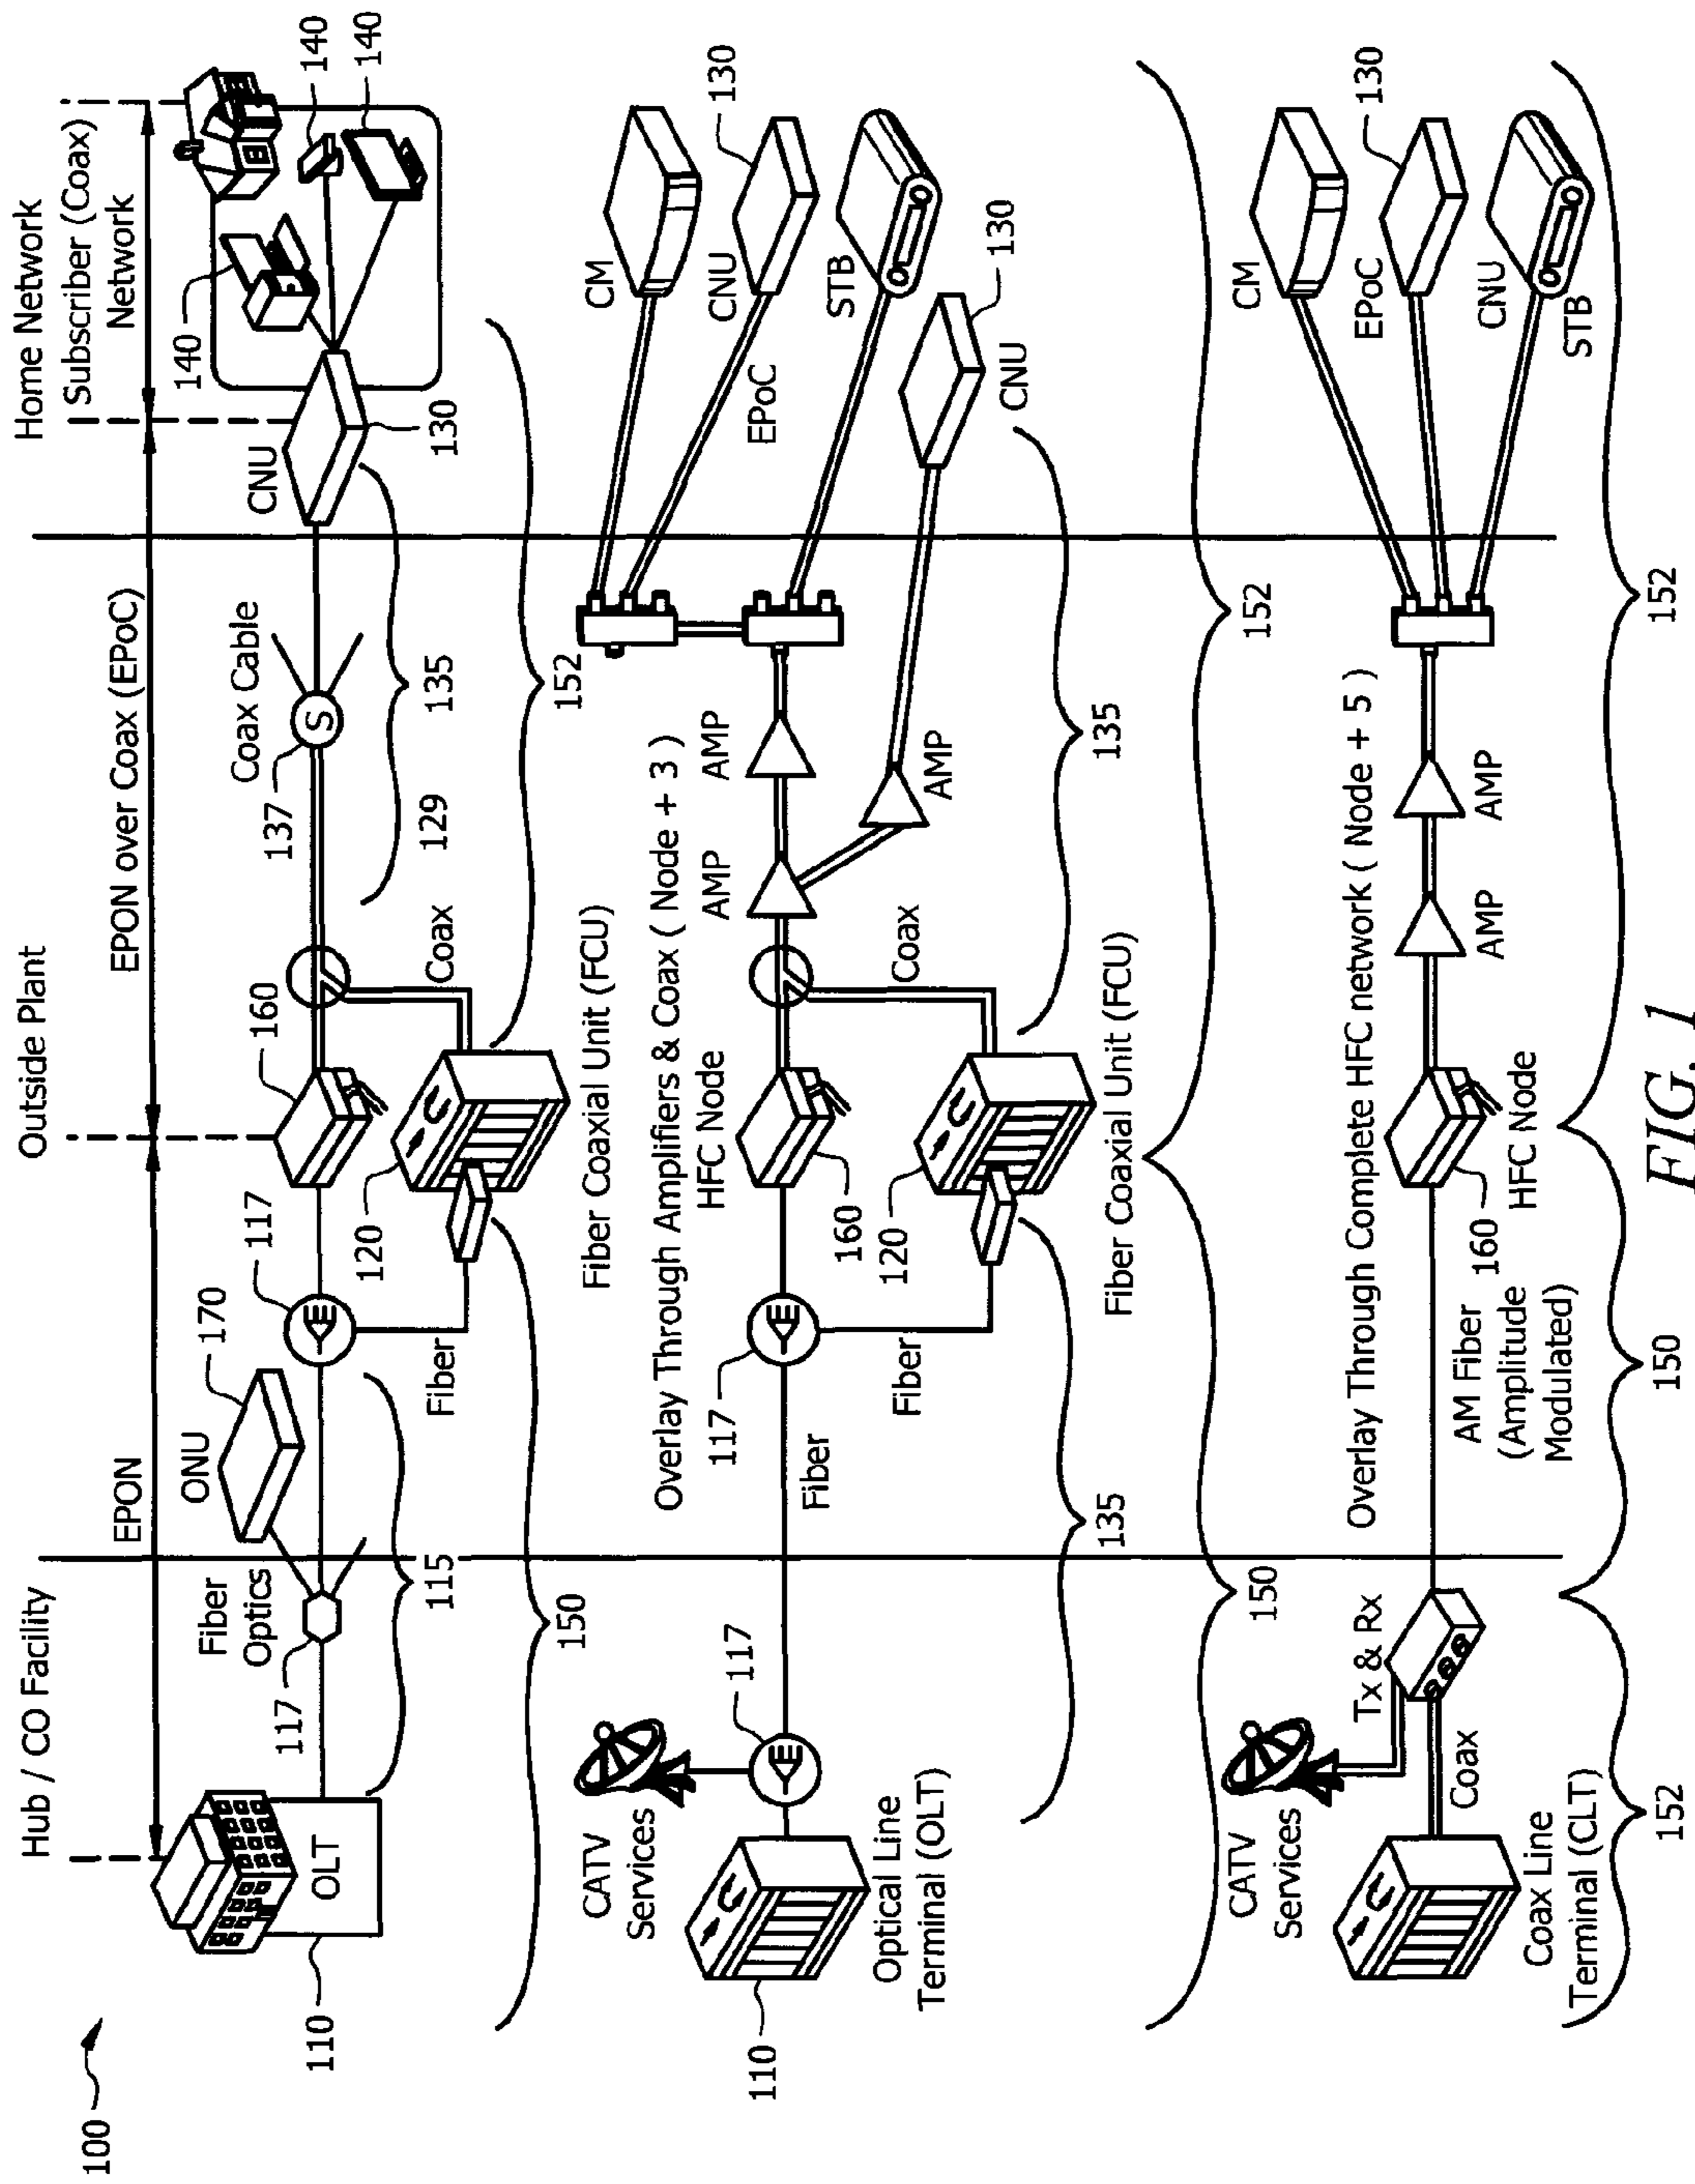 100
Hub / CO Facility
Outside Plant
Home Network
Subscriber (Coax)
Network
EPON
EPON over Coax (EPoC)
110
OLT
117
Fiber
Optics
ONU
170
117
160
137
Coax Cable
CNU
130
140
140
140
Fiber
120
Coax
129
115
135
150
152
Fiber Coaxial Unit (FCU)
Overlay Through Amplifiers & Coax ( Node + 3 )
CATV
Services
117
117
HFC Node
160
AMP
AMP
AMP
CM
CNU
130
EPoC
STB
130
CNU
110
Optical Line
Terminal (OLT)
Fiber
Fiber
120
Coax
135
135
Fiber Coaxial Unit (FCU)
150
152
Overlay Through Complete HFC network ( Node + 5 )
CATV
Services
Tx & Rx
Coax
Coax Line
Terminal (CLT)
AM Fiber
(Amplitude
Modulated)
160
HFC Node
AMP
AMP
CM
EPoC
130
CNU
STB
152
150
152
FIG. 1